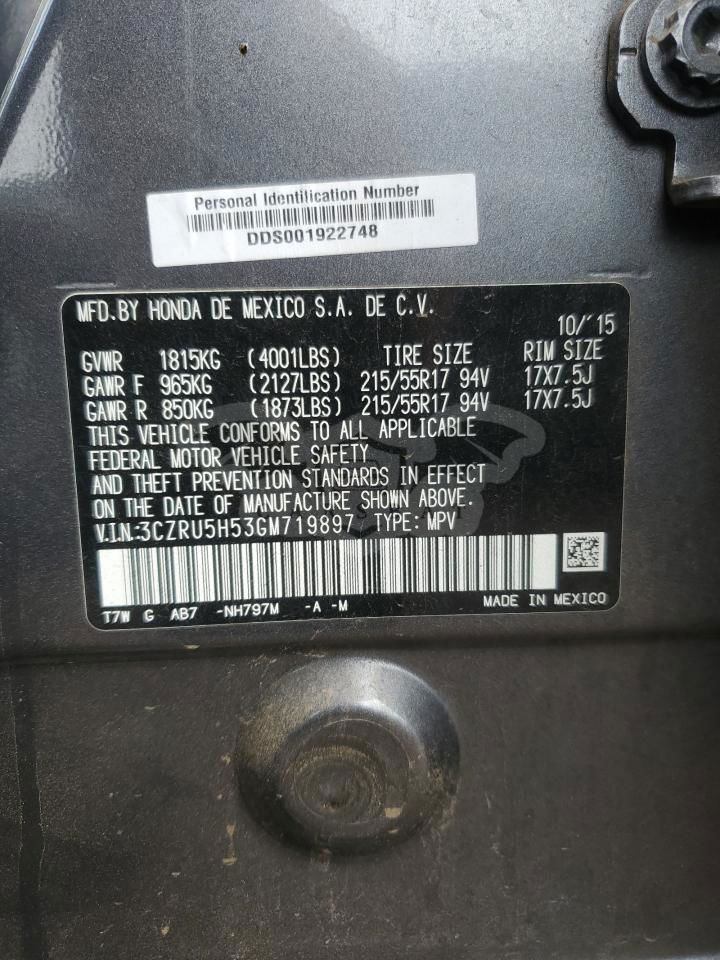 Personal Identification Number
DDS001922748
MFD.BY HONDA DE MEXICO S.A. DE C.V.
10/'15
GVWR 1815KG (4001LBS) TIRE SIZE RIM SIZE
GAWR F 965KG (2127LBS) 215/55R17 94V 17X7.5J
GAWR R 850KG (1873LBS) 215/55R17 94V 17X7.5J
THIS VEHICLE CONFORMS TO ALL APPLICABLE
FEDERAL MOTOR VEHICLE SAFETY
AND THEFT PREVENTION STANDARDS IN EFFECT
ON THE DATE OF MANUFACTURE SHOWN ABOVE.
V.I.N:3CZRU5H53GM719897 TYPE: MPV
T7W G AB7 -NH797M -A -M MADE IN MEXICO